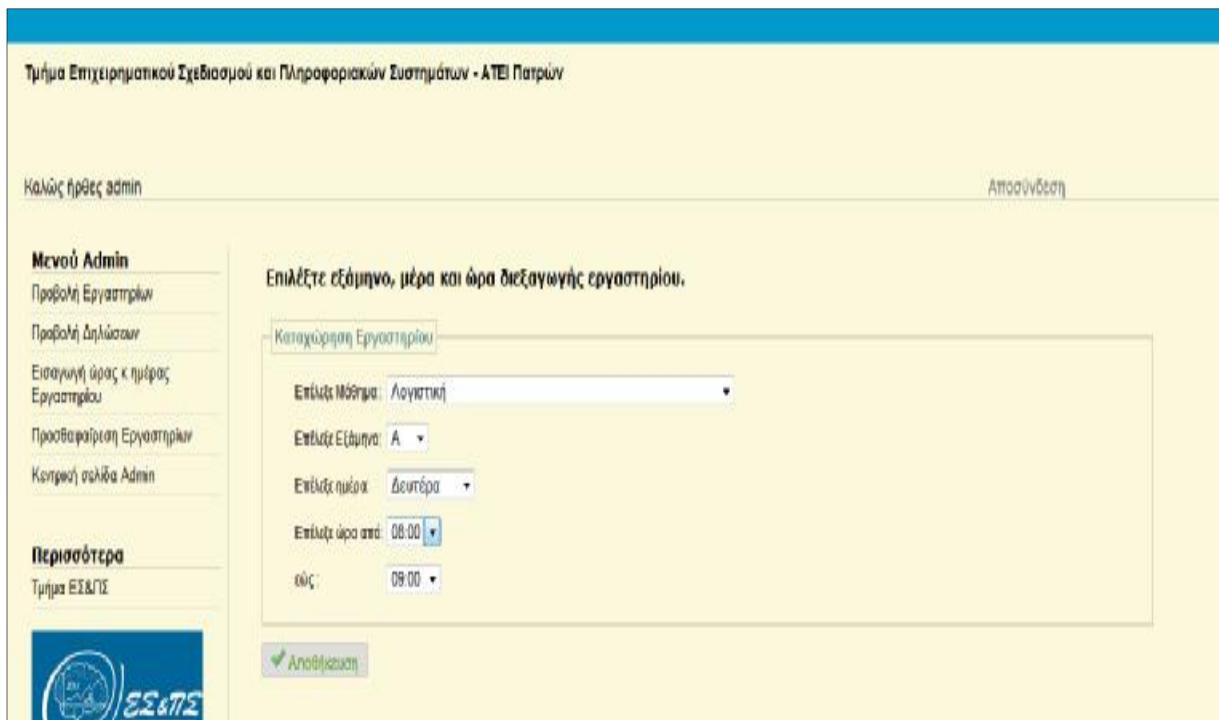 Τμήμα Επιχειρηματικού Σχεδιασμού και Πληροφοριακών Συστημάτων - ΑΤΕΙ Πατρών
Καλώς ήρθες admin
Αποσύνδεση
Μενού Admin
Προβολή Εργαστηρίων
Προβολή Δηλώσεων
Εισαγωγή ώρας κ ημέρας
Εργαστηρίου
Προσθαφαίρεση Εργαστηρίων
Κεντρική σελίδα Admin
Περισσότερα
Τμήμα ΕΣ&ΠΣ
ΕΣ&ΠΣ
Επιλέξτε εξάμηνο, μέρα και ώρα διεξαγωγής εργαστηρίου.
Καταχώρηση Εργαστηρίου
Επέλεξε Μάθημα: Λογιστική
Επέλεξε Εξάμηνο: Α
Επέλεξε ημέρα: Δευτέρα
Επέλεξε ώρα από: 08:00
εώς : 09:00
Αποθήκευση